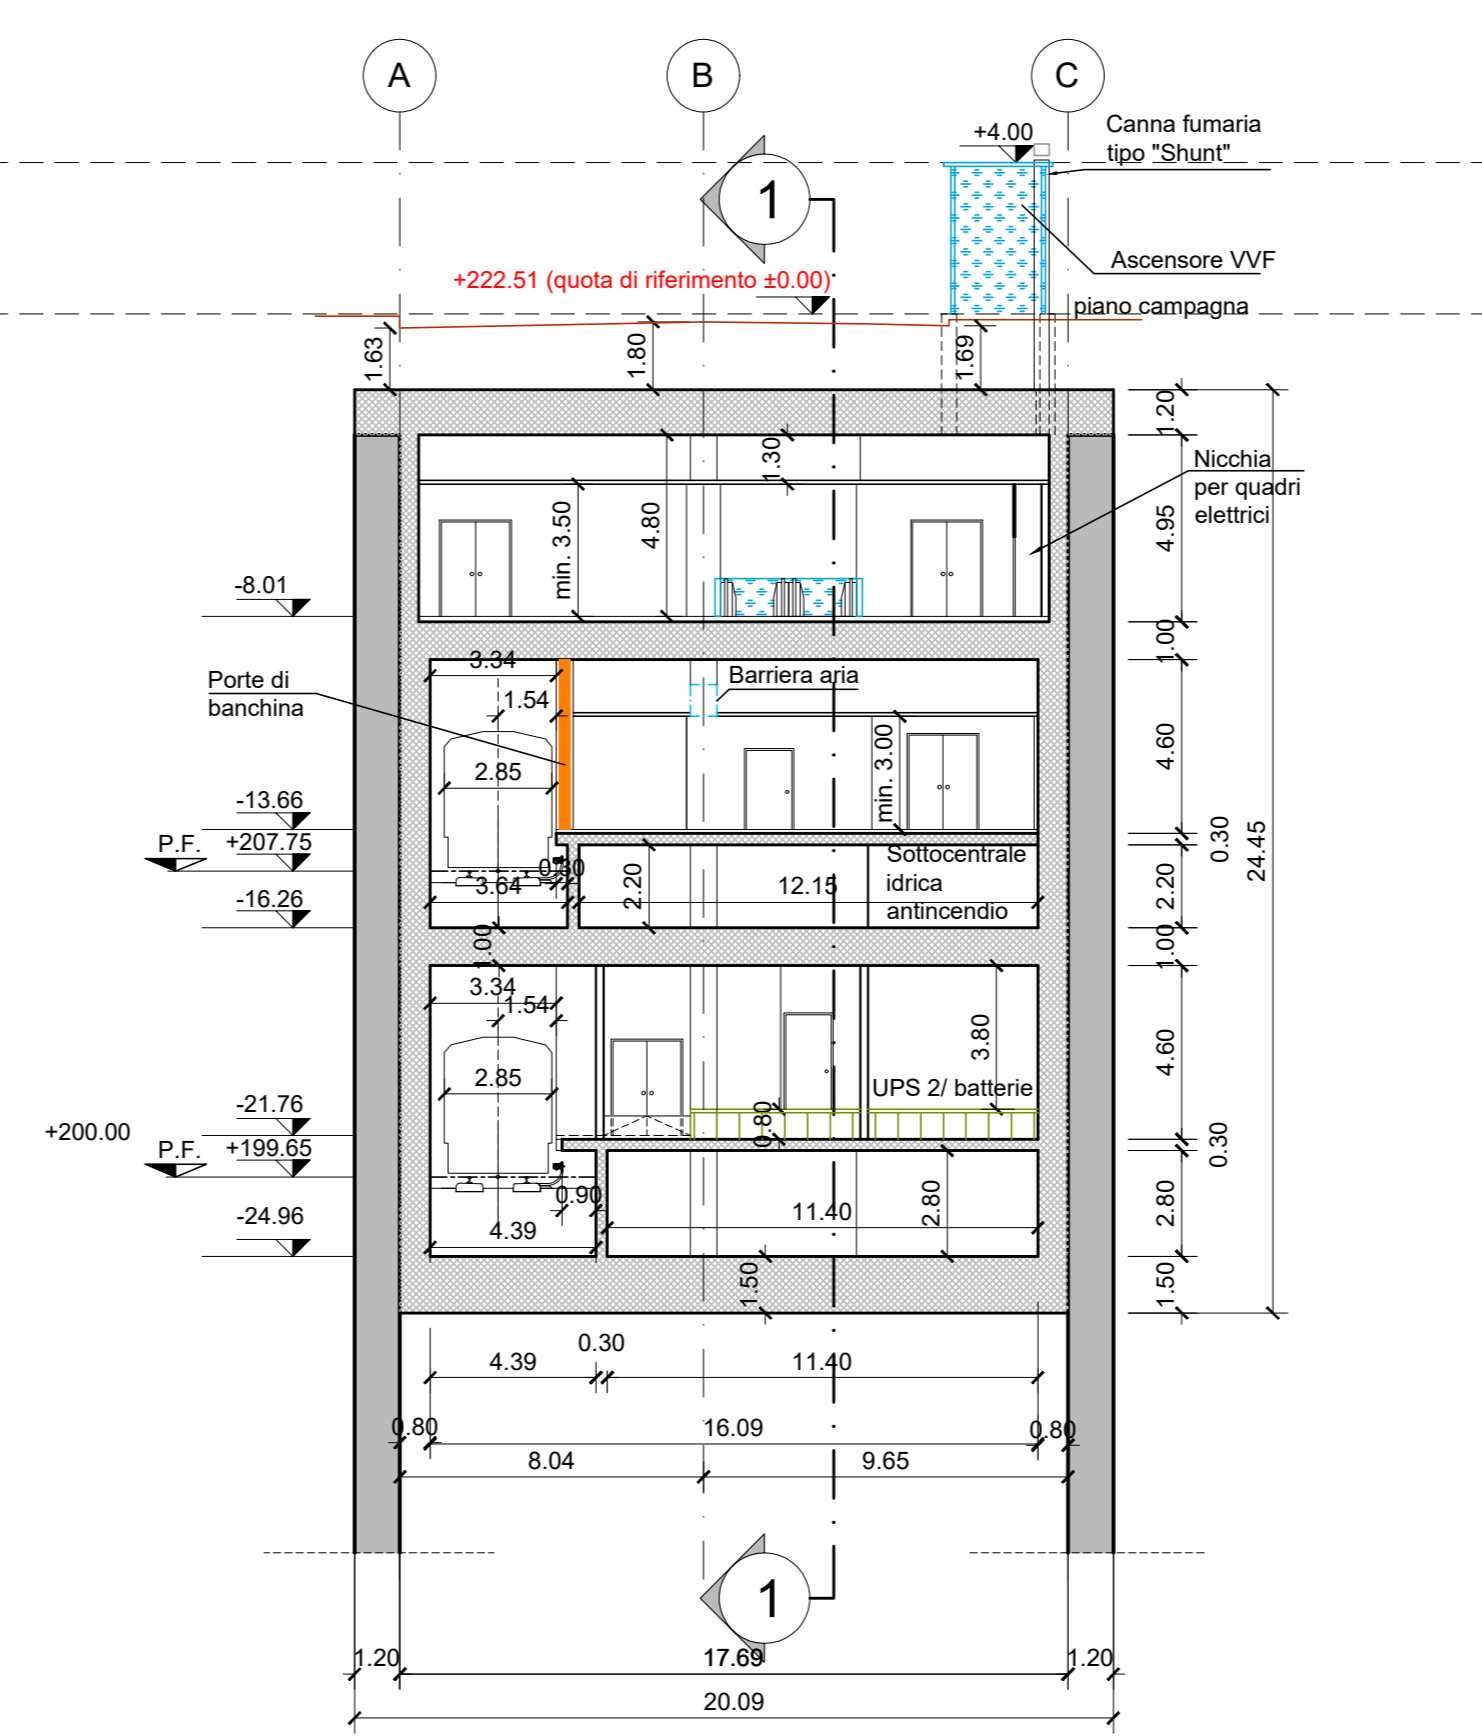 A
B
C
+4.00
Canna fumaria
tipo "Shunt"
1
Ascensore VVF
+222.51 (quota di riferimento ±0.00)
piano campagna
1.63
1.80
1.69
1.20
1.30
Nicchia
per quadri
elettrici
min. 3.50
4.80
4.95
-8.01
1.00
3.34
Porte di
banchina
1.54
Barriera aria
2.85
min. 3.00
4.60
-13.66
P.F.
+207.75
0.30
24.45
Sottocentrale
idrica
antincendio
0.30
3.64
2.20
12.15
2.20
-16.26
1.00
1.00
3.34
1.54
3.80
4.60
2.85
UPS 2/ batterie
-21.76
+200.00
0.80
0.30
P.F.
+199.65
0.90
11.40
2.80
2.80
-24.96
4.39
1.50
1.50
0.30
4.39
11.40
0.80
16.09
0.80
8.04
9.65
1
1.20
17.69
1.20
20.09